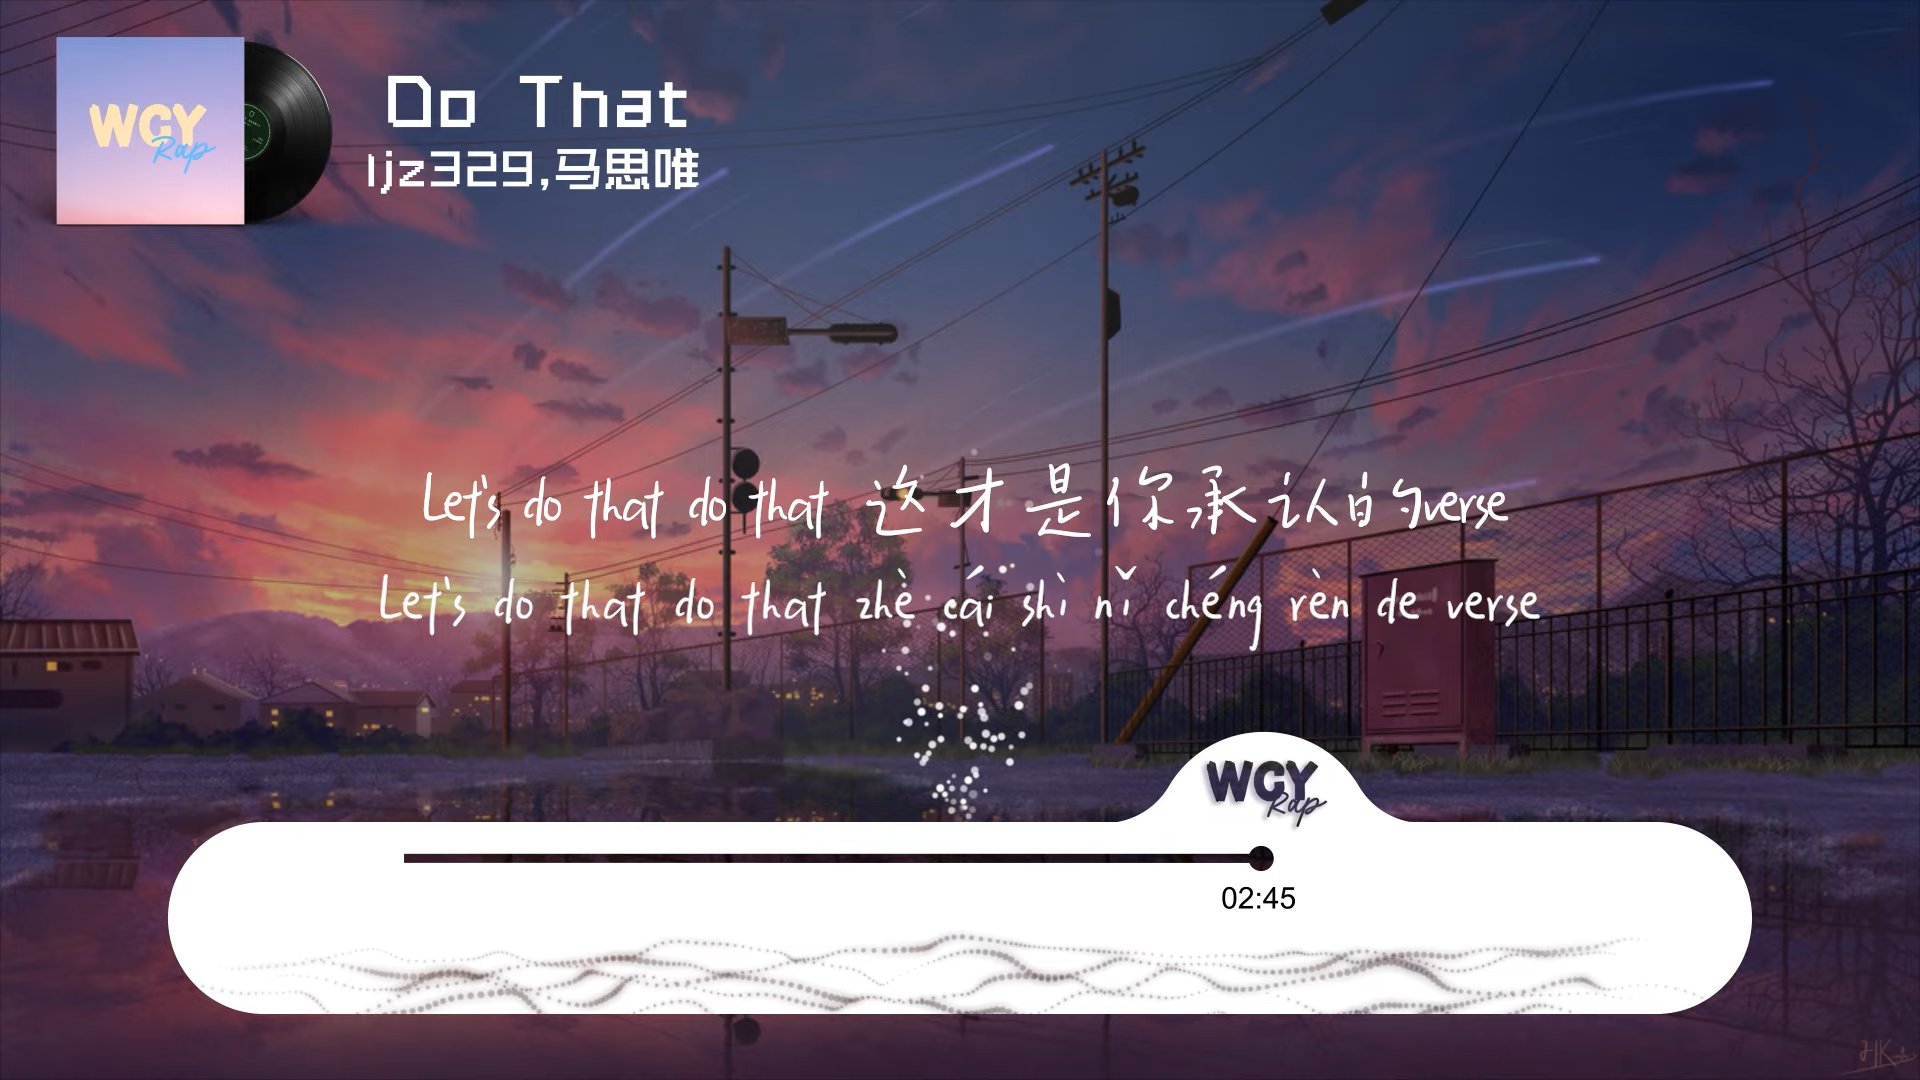 WCY
Rap
Do That
ljz329,马思唯
Let's do that do that 这才是你承认的verse
Let's do that do that zhè cái shì nǐ chéng rèn de verse
WCY
Rap
02:45